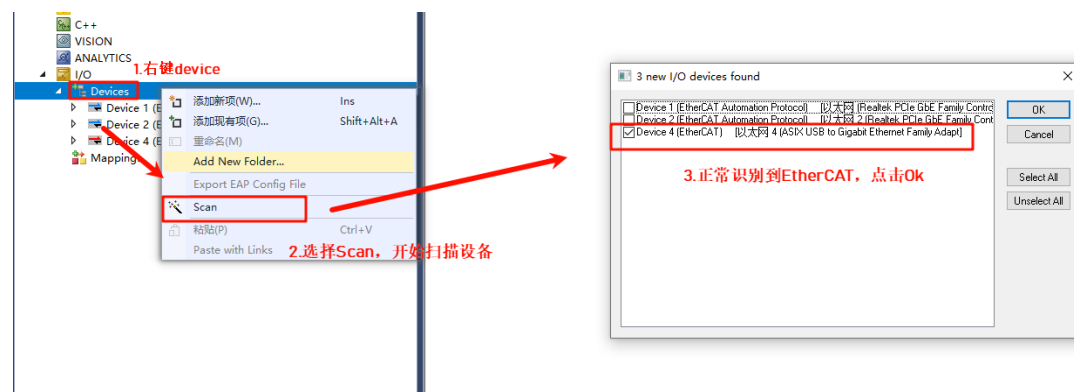 C++
VISION
ANALYTICS
I/O
1.右键device
Devices
Device 1 (E
Device 2 (E
Device 4 (E
Mapping
添加新项(W)... Ins
添加现有项(G)... Shift+Alt+A
重命名(M)
Add New Folder...
Export EAP Config File
Scan
粘贴(P) Ctrl+V
Paste with Links
2.选择Scan，开始扫描设备
3 new I/O devices found
Device 1 (EtherCAT Automation Protocol) [以太网 (Realtek PCIe GbE Family Contro
Device 2 (EtherCAT Automation Protocol) [以太网 2 (Realtek PCIe GbE Family Cont
Device 4 (EtherCAT) [以太网 4 (ASIX USB to Gigabit Ethernet Family Adapt]
OK
Cancel
Select All
Unselect All
3.正常识别到EtherCAT，点击Ok